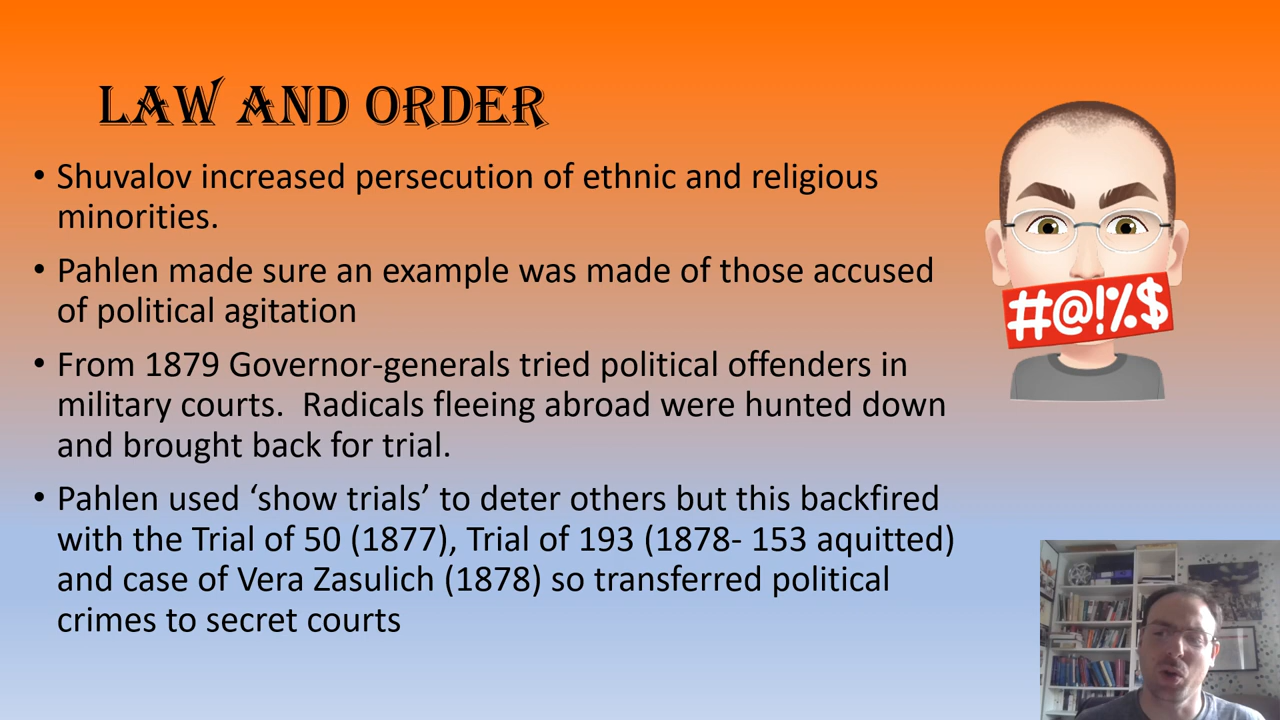 LAW AND ORDER
• Shuvalov increased persecution of ethnic and religious
minorities.
• Pahlen made sure an example was made of those accused
of political agitation
• From 1879 Governor-generals tried political offenders in
military courts.  Radicals fleeing abroad were hunted down
and brought back for trial.
• Pahlen used ‘show trials’ to deter others but this backfired
with the Trial of 50 (1877), Trial of 193 (1878- 153 aquitted)
and case of Vera Zasulich (1878) so transferred political
crimes to secret courts
#@!%$